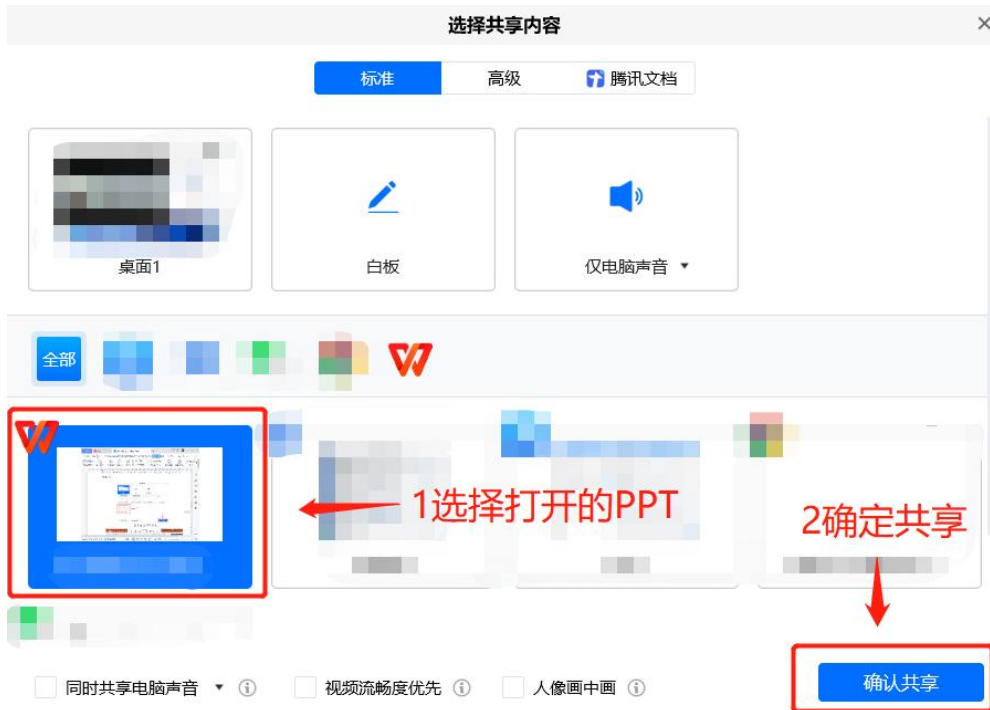 选择共享内容
标准
高级
腾讯文档
桌面1
白板
仅电脑声音
全部
1选择打开的PPT
2确定共享
同时共享电脑声音
视频流畅度优先
人像画中画
确认共享